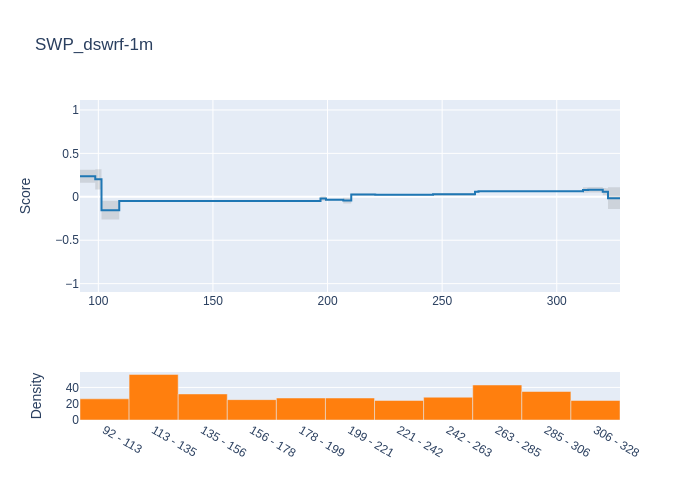 SWP_dswrf-1m
Score
1
0.5
0
−0.5
−1
100
150
200
250
300
Density
40
20
0
92 - 113
113 - 135
135 - 156
156 - 178
178 - 199
199 - 221
221 - 242
242 - 263
263 - 285
285 - 306
306 - 328